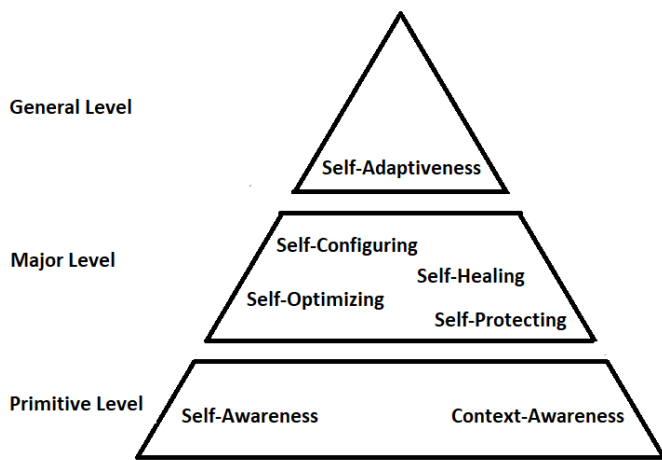 General Level
Self-Adaptiveness
Self-Configuring
Major Level
Self-Healing
Self-Optimizing
Self-Protecting
Primitive Level
Self-Awareness
Context-Awareness